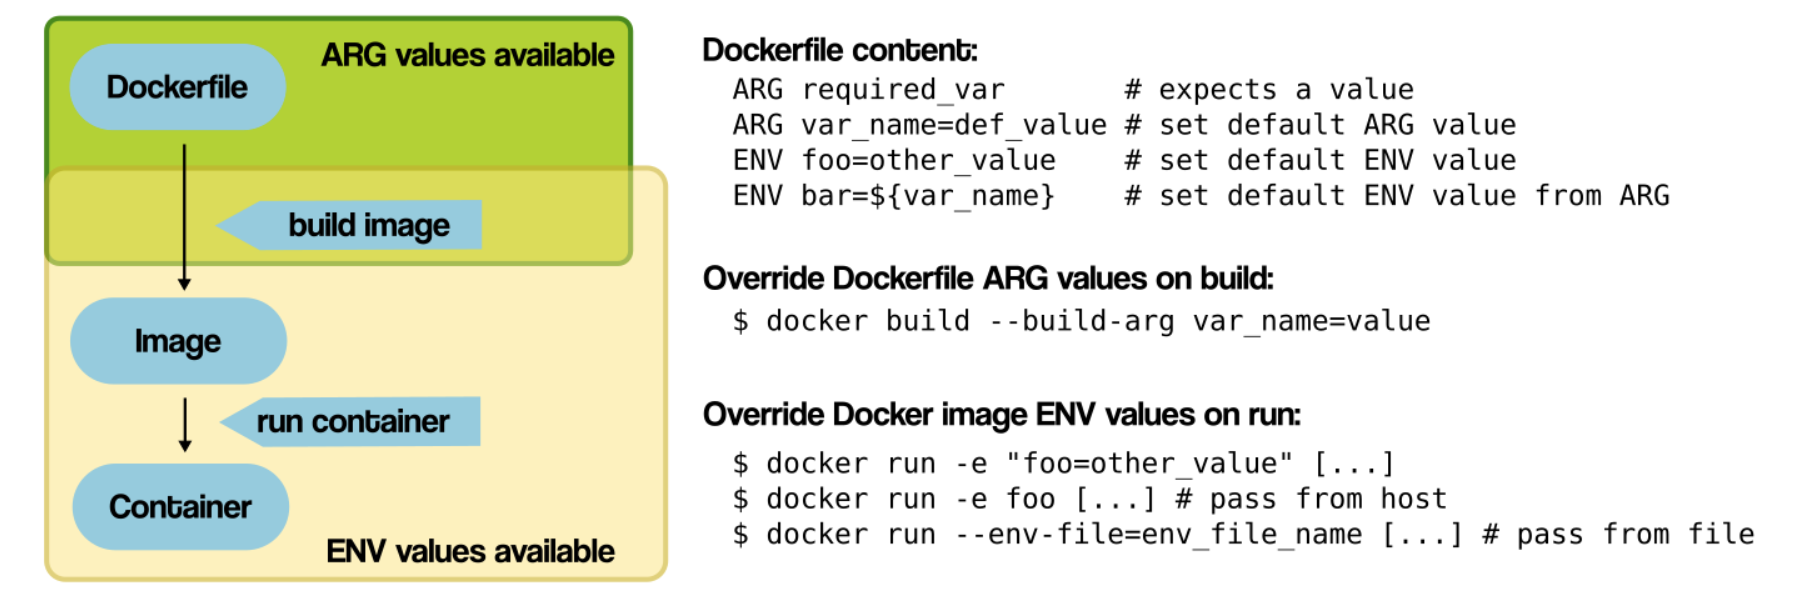 ARG values available
Dockerfile
build image
Image
run container
Container
ENV values available
Dockerfile content:
ARG required_var       # expects a value
ARG var_name=def_value # set default ARG value
ENV foo=other_value    # set default ENV value
ENV bar=${var_name}    # set default ENV value from ARG
Override Dockerfile ARG values on build:
$ docker build --build-arg var_name=value
Override Docker image ENV values on run:
$ docker run -e "foo=other_value" [...]
$ docker run -e foo [...] # pass from host
$ docker run --env-file=env_file_name [...] # pass from file